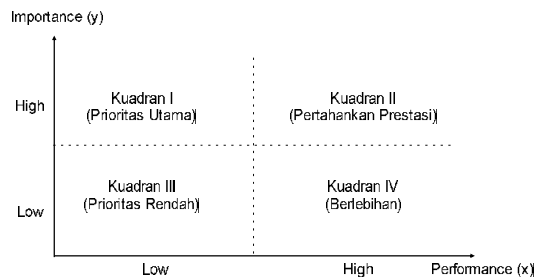 Importance (y)
High
Kuadran I
(Prioritas Utama)
Kuadran II
(Pertahankan Prestasi)
Low
Kuadran III
(Prioritas Rendah)
Kuadran IV
(Berlebihan)
Low
High
Performance (x)